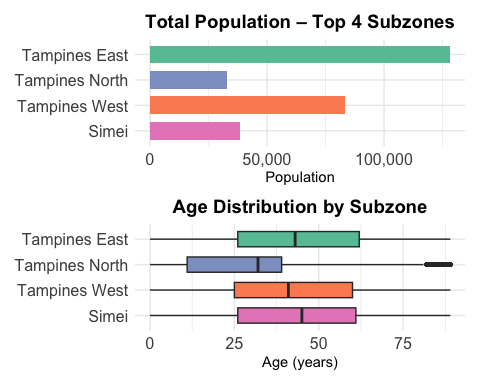 Total Population – Top 4 Subzones
Tampines East
Tampines North
Tampines West
Simei
0 50,000 100,000
Population
Age Distribution by Subzone
Tampines East
Tampines North
Tampines West
Simei
0 25 50 75
Age (years)